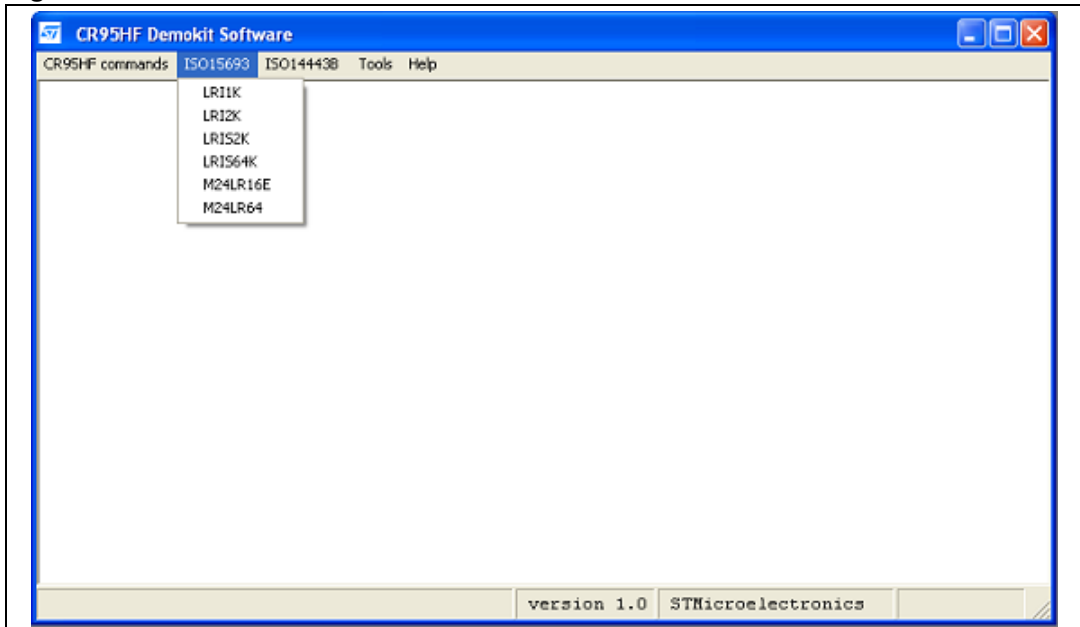 CR95HF Demokit Software
CR95HF commands ISO15693 ISO14443B Tools Help
LRI1K
LRI2K
LRIS2K
LRIS64K
M24LR16E
M24LR64
version 1.0 STMicroelectronics